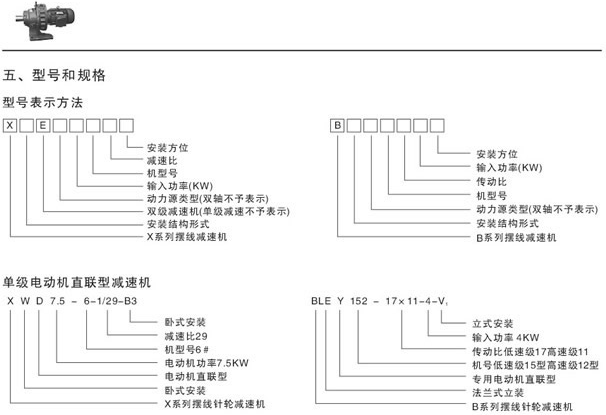 五、型号和规格
型号表示方法
X E
安装方位
减速比
机型号
输入功率(KW)
动力源类型(双轴不予表示)
双级减速机(单级减速不予表示)
安装结构形式
X系列摆线减速机
B
安装方位
输入功率(KW)
传动比
机型号
动力源类型(双轴不予表示)
安装结构形式
B系列摆线减速机
单级电动机直联型减速机
X W D 7.5 - 6-1/29-B3
卧式安装
减速比29
机型号6#
电动机功率7.5KW
电动机直联型
卧式安装
X系列摆线针轮减速机
BLE Y 152 - 17×11-4-V₁
立式安装
输入功率 4KW
传动比低速级17高速级11
机号低速级15型高速级12型
专用电动机直联型
法兰式立装
B系列摆线针轮减速机